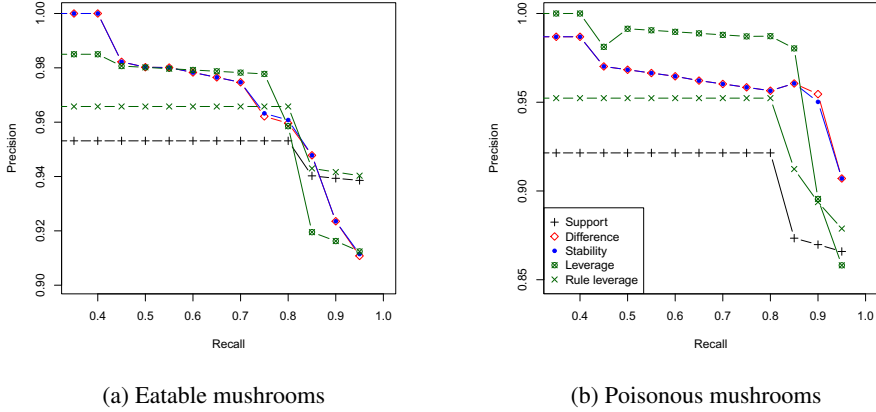 1.00
0.98
0.96
0.94
0.92
0.90
Precision
0.4 0.5 0.6 0.7 0.8 0.9 1.0
Recall
(a) Eatable mushrooms
1.00
0.95
0.90
0.85
Precision
Support
Difference
Stability
Leverage
Rule leverage
0.4 0.5 0.6 0.7 0.8 0.9 1.0
Recall
(b) Poisonous mushrooms